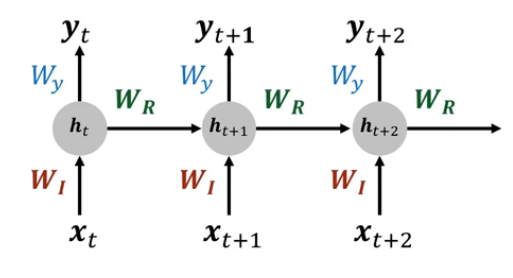 y_t y_{t+1} y_{t+2}
W_y W_y W_y
W_R W_R W_R
h_t h_{t+1} h_{t+2}
W_I W_I W_I
x_t x_{t+1} x_{t+2}